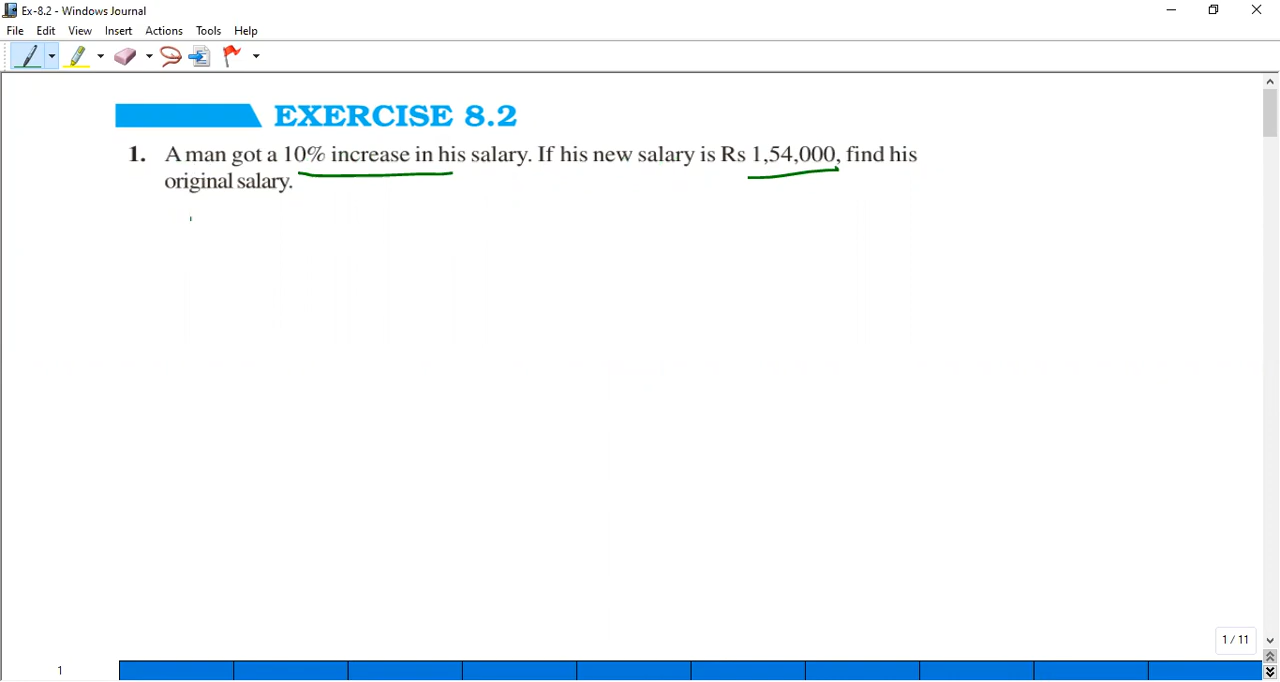 Ex-8.2 - Windows Journal
File Edit View Insert Actions Tools Help
EXERCISE 8.2
1. A man got a 10% increase in his salary. If his new salary is Rs 1,54,000, find his
original salary.
1 / 11
1